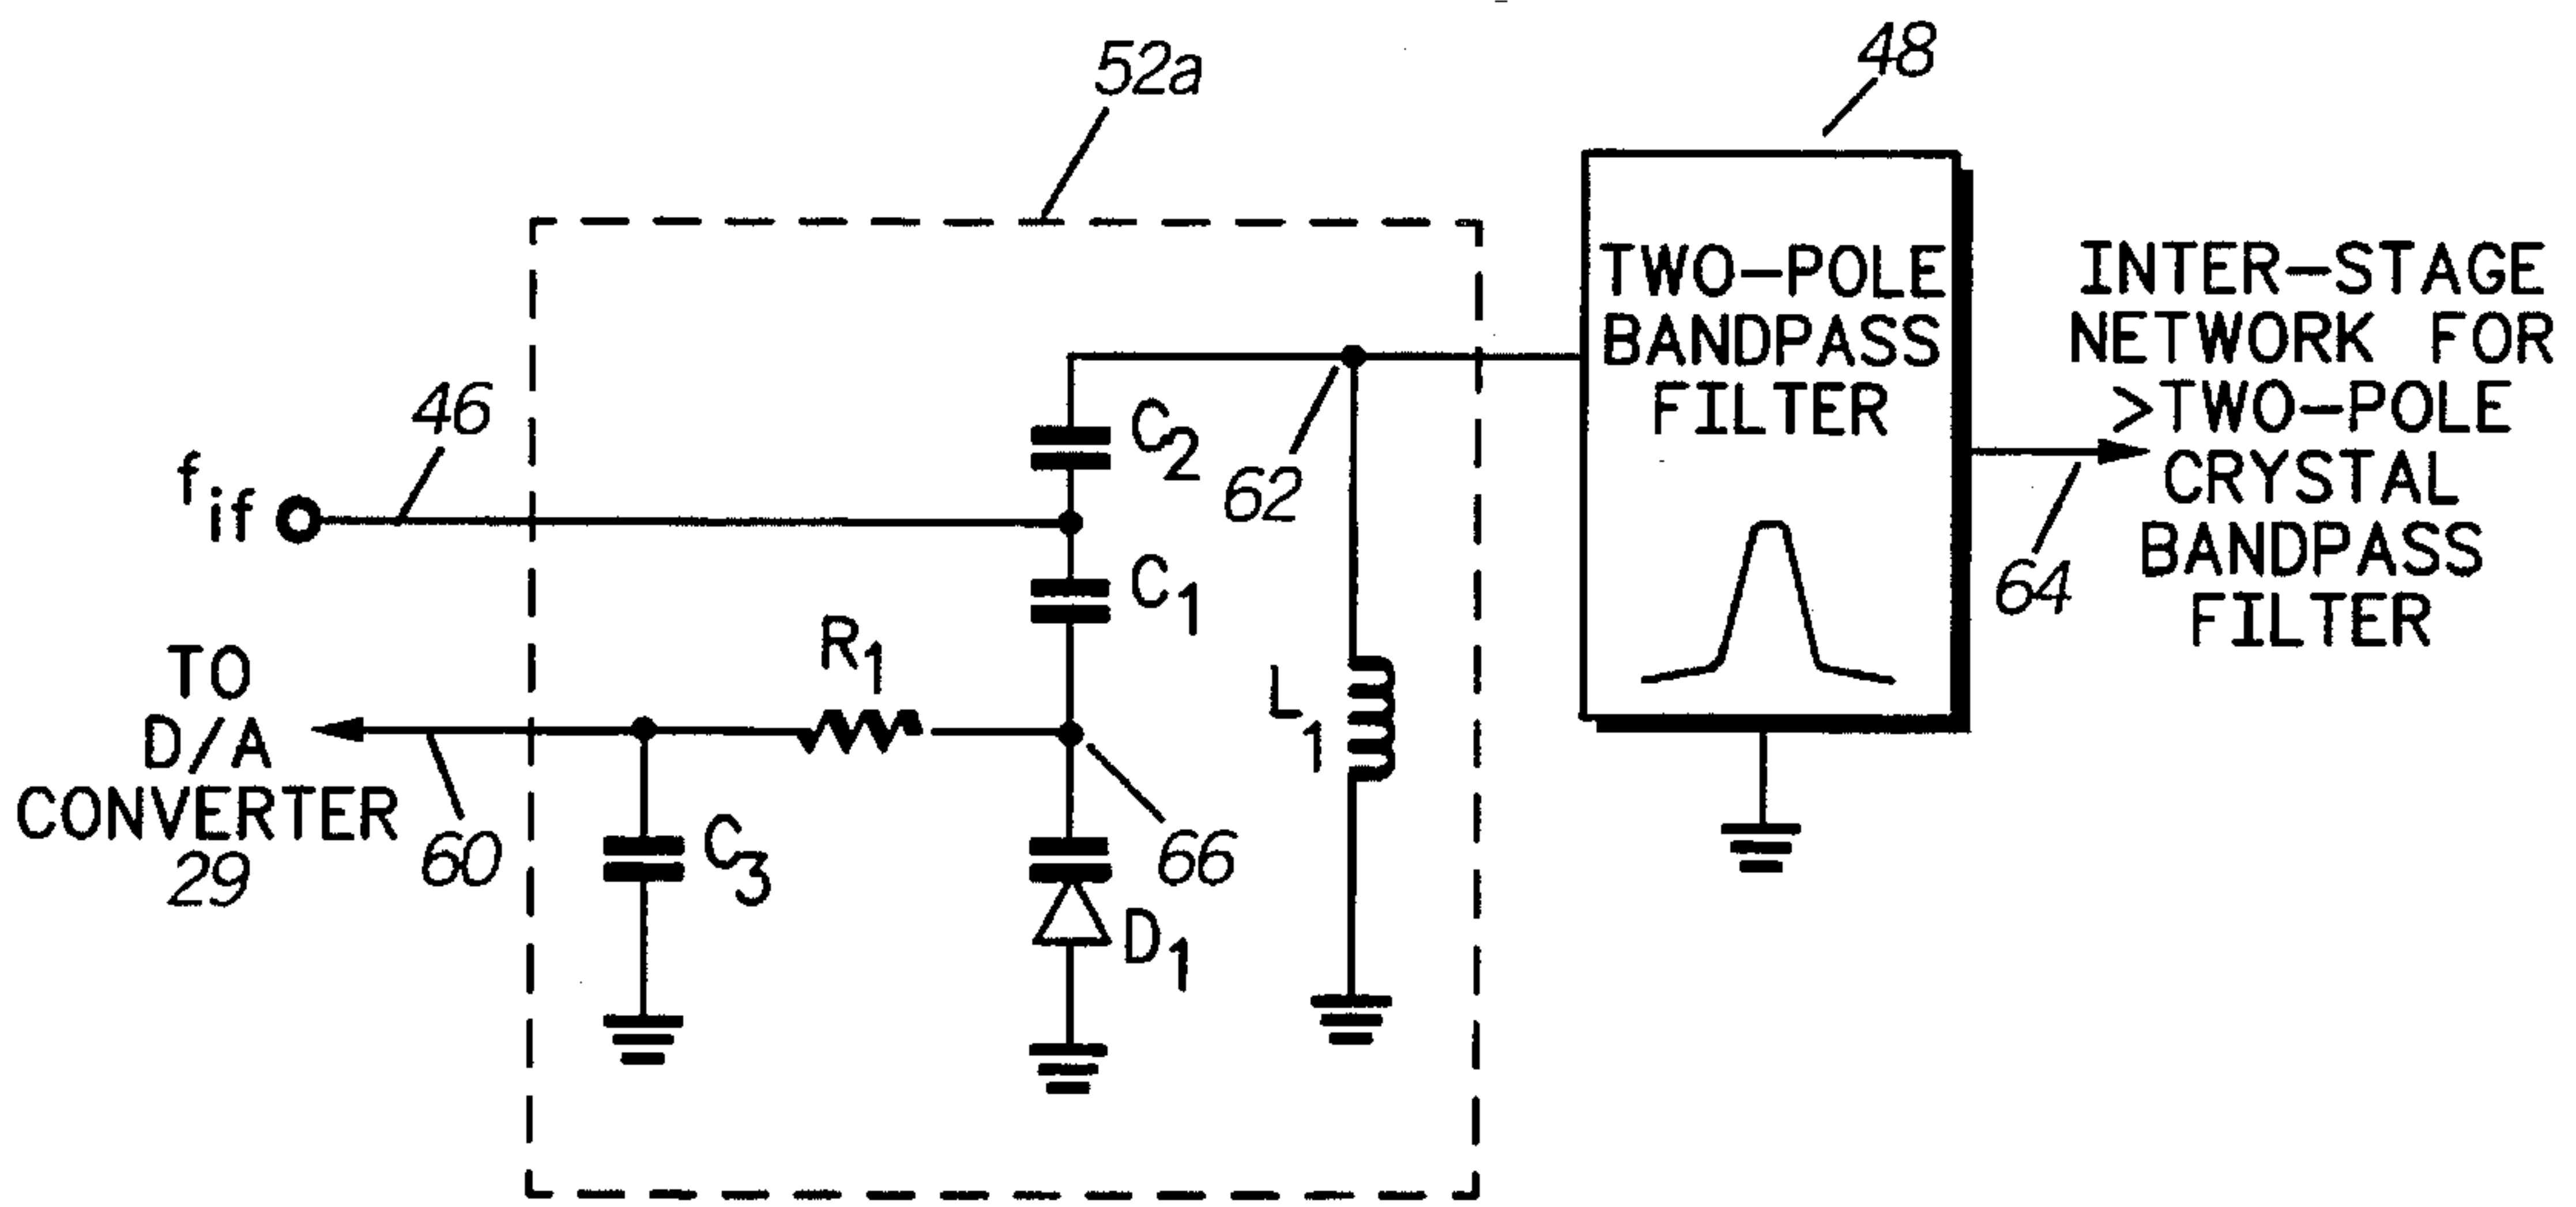 52a
48
TWO-POLE
BANDPASS
FILTER
INTER-STAGE
NETWORK FOR
>TWO-POLE
CRYSTAL
BANDPASS
FILTER
46
f if
C2
62
C1
64
R1
L1
TO
D/A
CONVERTER
29
60
C3
66
D1